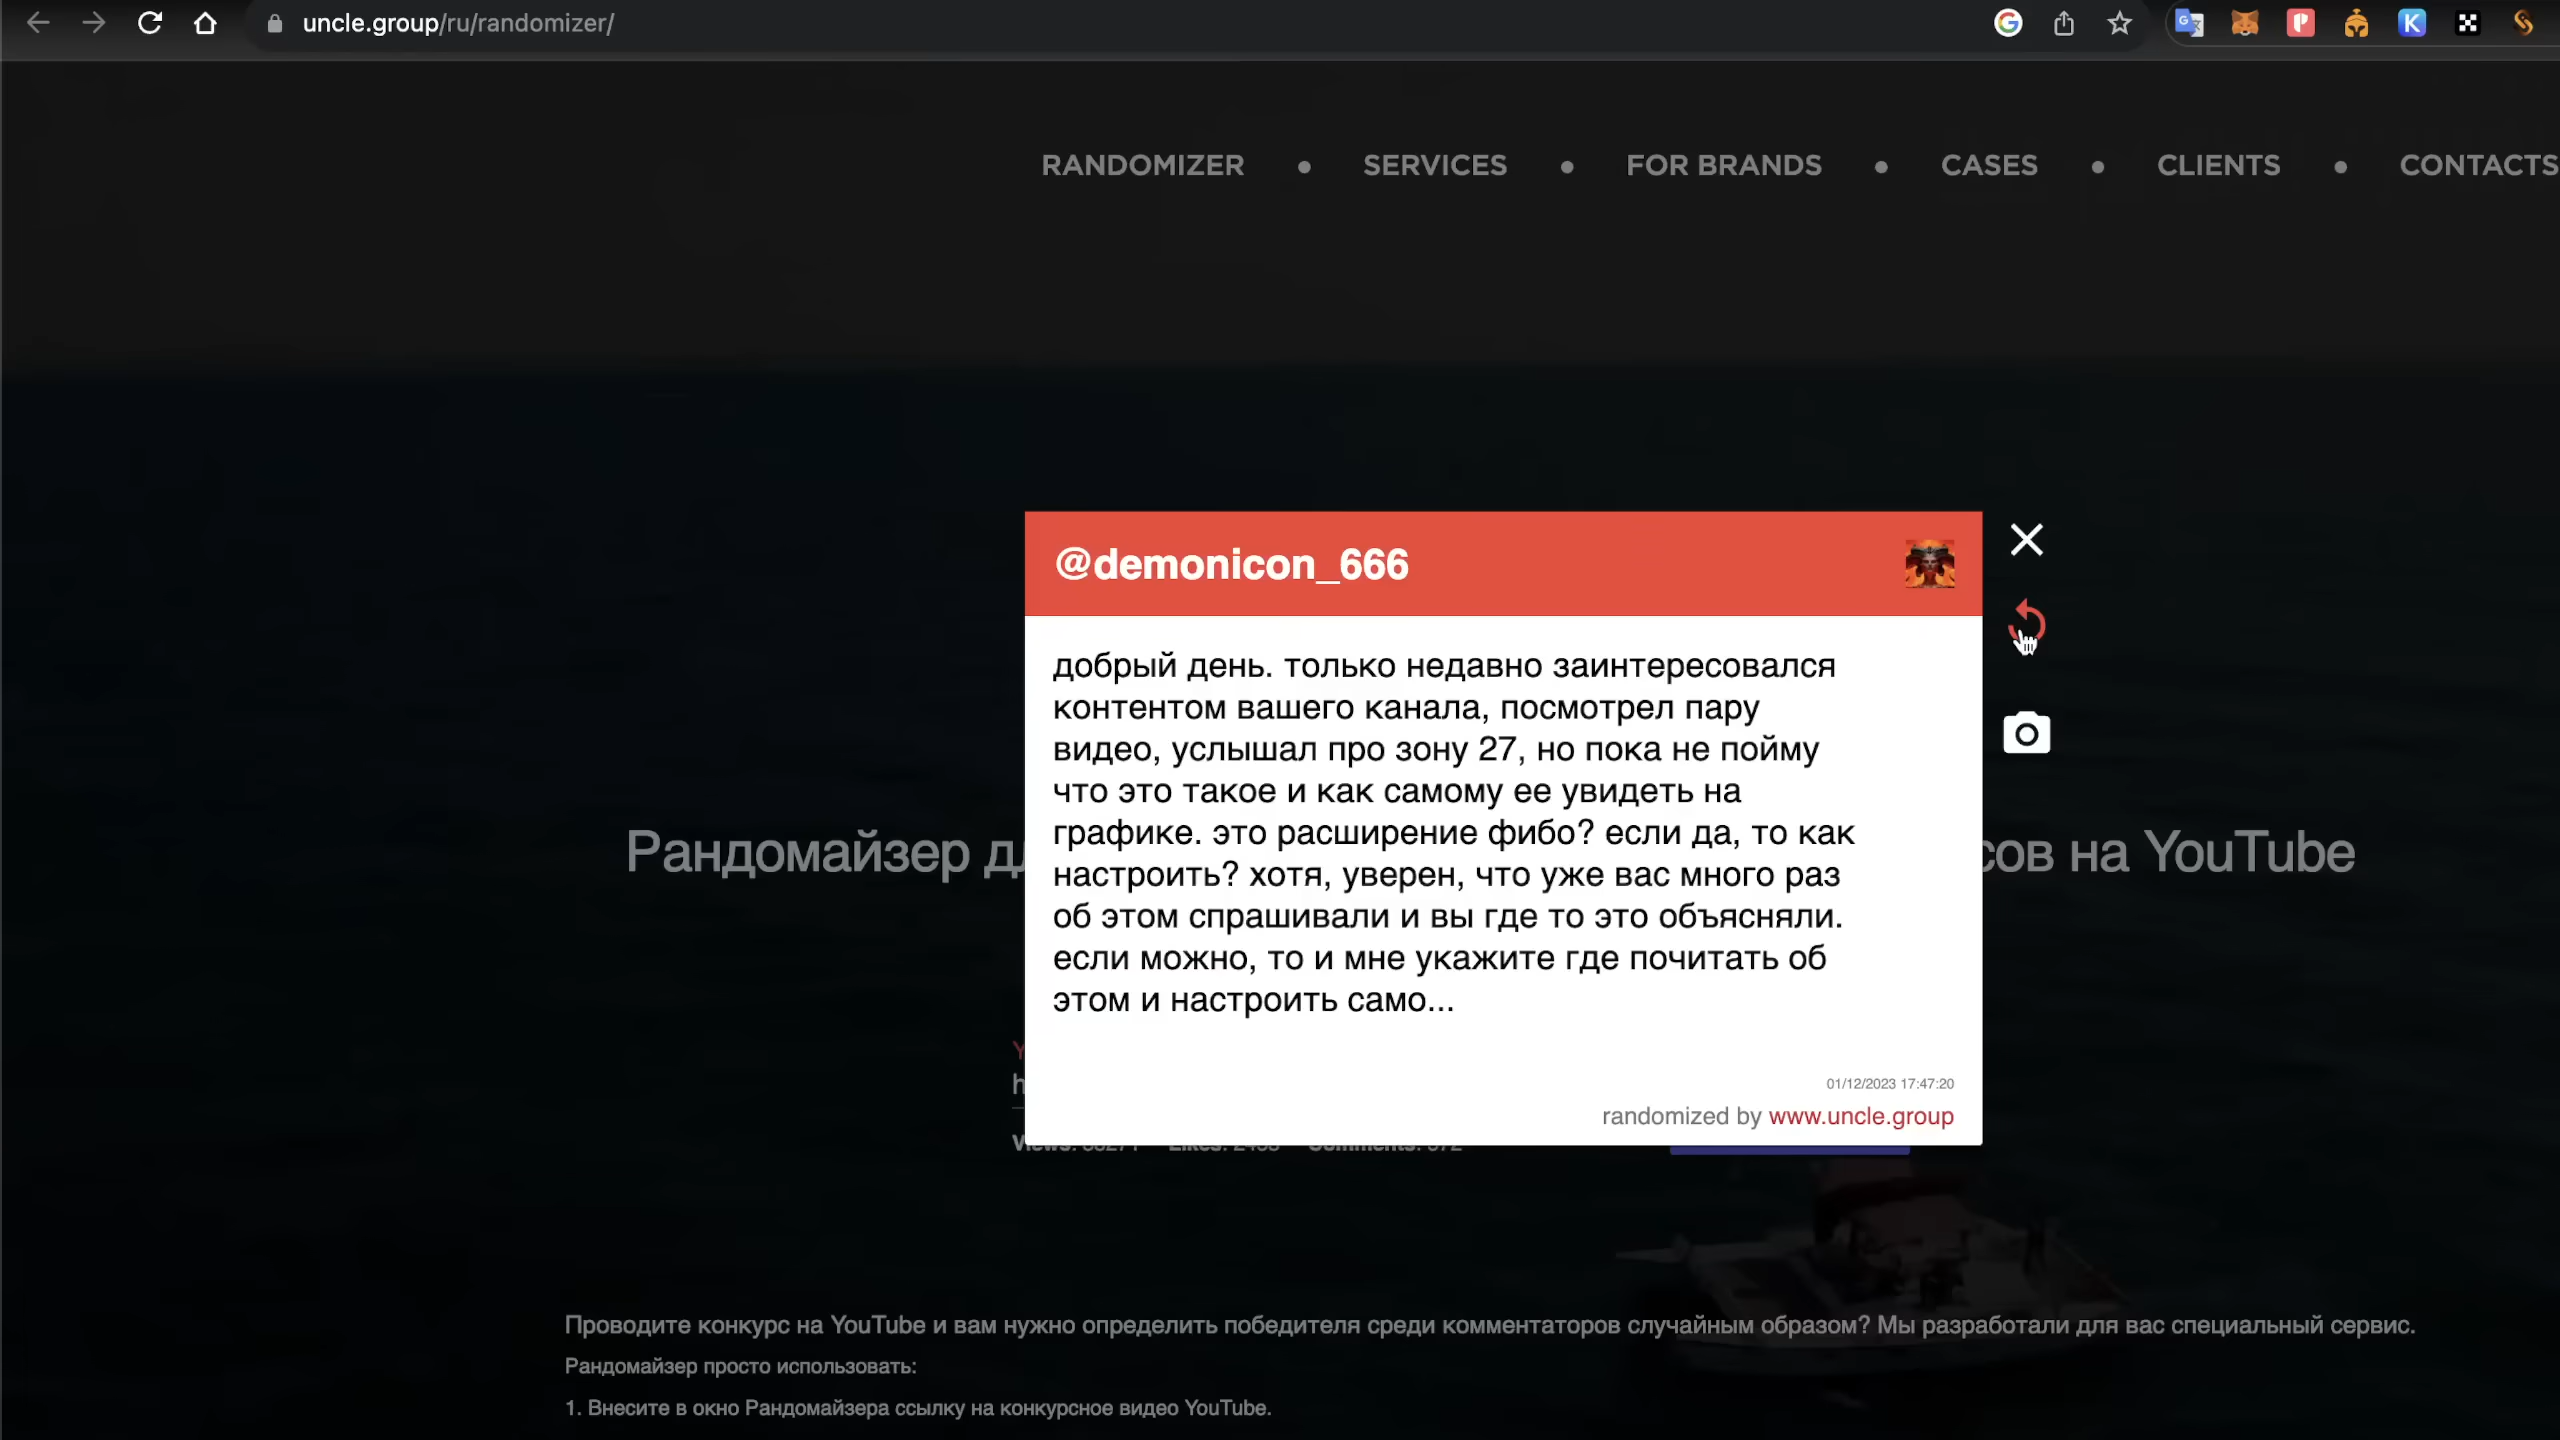 uncle.group/ru/randomizer/
RANDOMIZER • SERVICES • FOR BRANDS • CASES • CLIENTS • CONTACTS
@demonicon_666
добрый день. только недавно заинтересовался
контентом вашего канала, посмотрел пару
видео, услышал про зону 27, но пока не пойму
что это такое и как самому ее увидеть на
графике. это расширение фибо? если да, то как
настроить? хотя, уверен, что уже вас много раз
об этом спрашивали и вы где то это объясняли.
если можно, то и мне укажите где почитать об
этом и настроить само...
01/12/2023 17:47:20
randomized by www.uncle.group
Рандомайзер
на YouTube
Views: Likes: Comments:
Проводите конкурс на YouTube и вам нужно определить победителя среди комментаторов случайным образом? Мы разработали для вас специальный сервис.
Рандомайзер просто использовать:
1. Внесите в окно Рандомайзера ссылку на конкурсное видео YouTube.